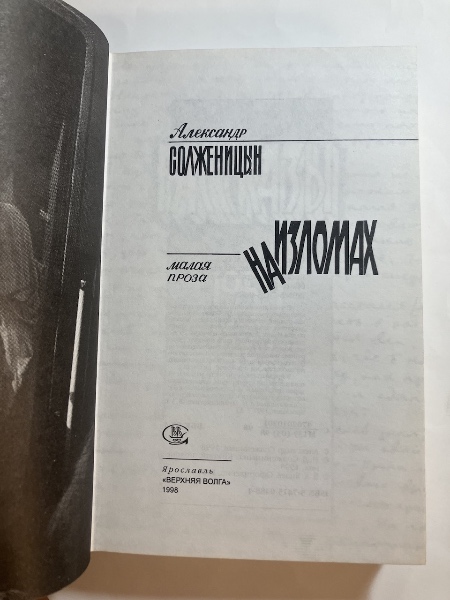 Александр
СОЛЖЕНИЦЫН
НА ИЗЛОМАХ
малая
проза
Ярославль
«ВЕРХНЯЯ ВОЛГА»
1998